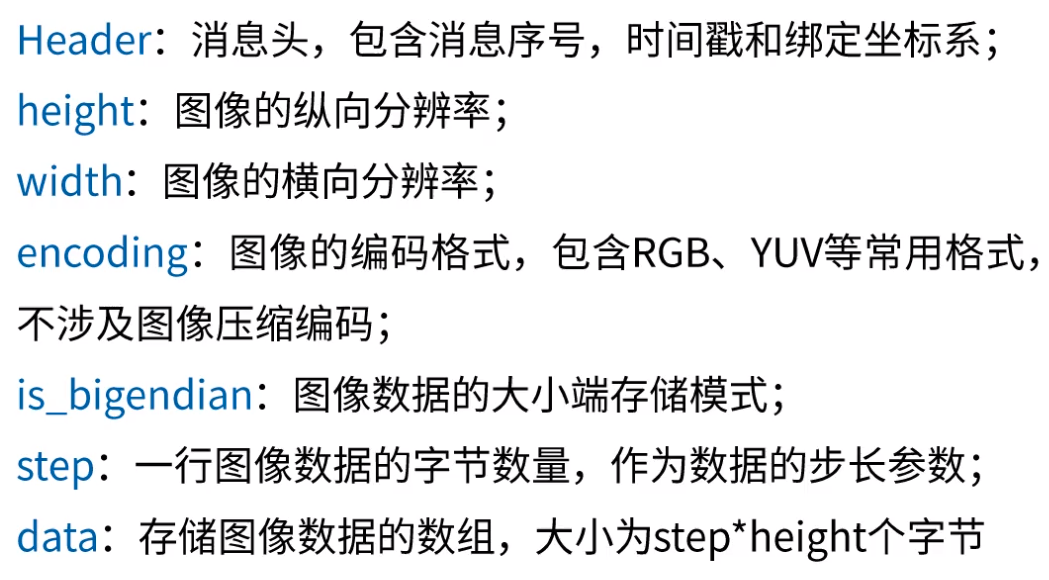 Header：消息头，包含消息序号，时间戳和绑定坐标系；
height：图像的纵向分辨率；
width：图像的横向分辨率；
encoding：图像的编码格式，包含RGB、YUV等常用格式，
不涉及图像压缩编码；
is_bigendian：图像数据的大小端存储模式；
step：一行图像数据的字节数量，作为数据的步长参数；
data：存储图像数据的数组，大小为step*height个字节